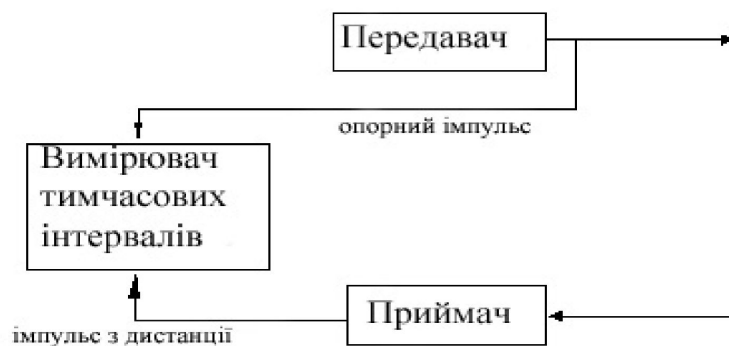 Передавач
опорний імпульс
Вимірювач
тимчасових
інтервалів
Приймач
імпульс з дистанції